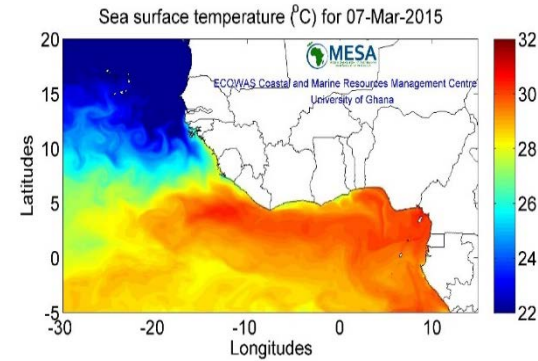 Sea surface temperature (°C) for 07-Mar-2015
MESA
ECOWAS Coastal and Marine Resources Management Centre
University of Ghana
Latitudes
20
15
10
5
0
-5
-30
-20
-10
0
10
Longitudes
32
30
28
26
24
22